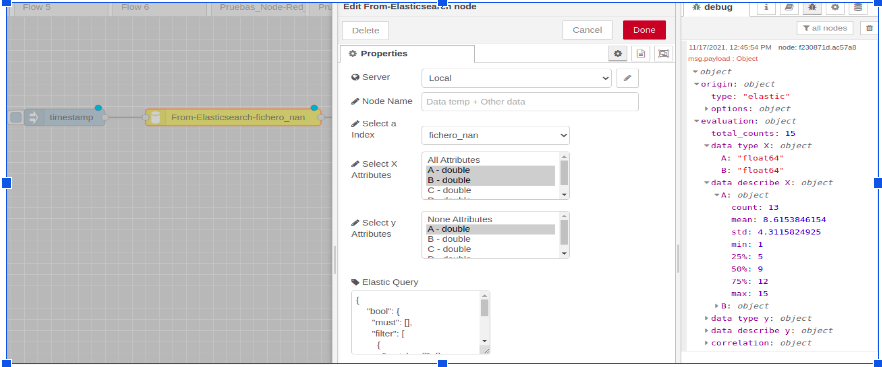 Flow 5
Flow 6
Pruebas_Node-Red
timestamp
From-Elasticsearch-fichero_nan
Edit From-Elasticsearch node
Delete
Cancel
Done
Properties
Server
Local
Node Name
Data temp + Other data
Select a
Index
fichero_nan
Select X
Attributes
All Attributes
A - double
B - double
C - double
Select y
Attributes
None Attributes
A - double
B - double
C - double
Elastic Query
{
"bool": {
"must": [],
"filter": [
{
debug
all nodes
11/17/2021, 12:45:54 PM node: f230871d.ac57a8
msg.payload : Object
object
origin: object
type: "elastic"
options: object
evaluation: object
total_counts: 15
data type X: object
A: "float64"
B: "float64"
data describe X: object
A: object
count: 13
mean: 8.6153846154
std: 4.3115824925
min: 1
25%: 5
50%: 9
75%: 12
max: 15
B: object
data type y: object
data describe y: object
correlation: object